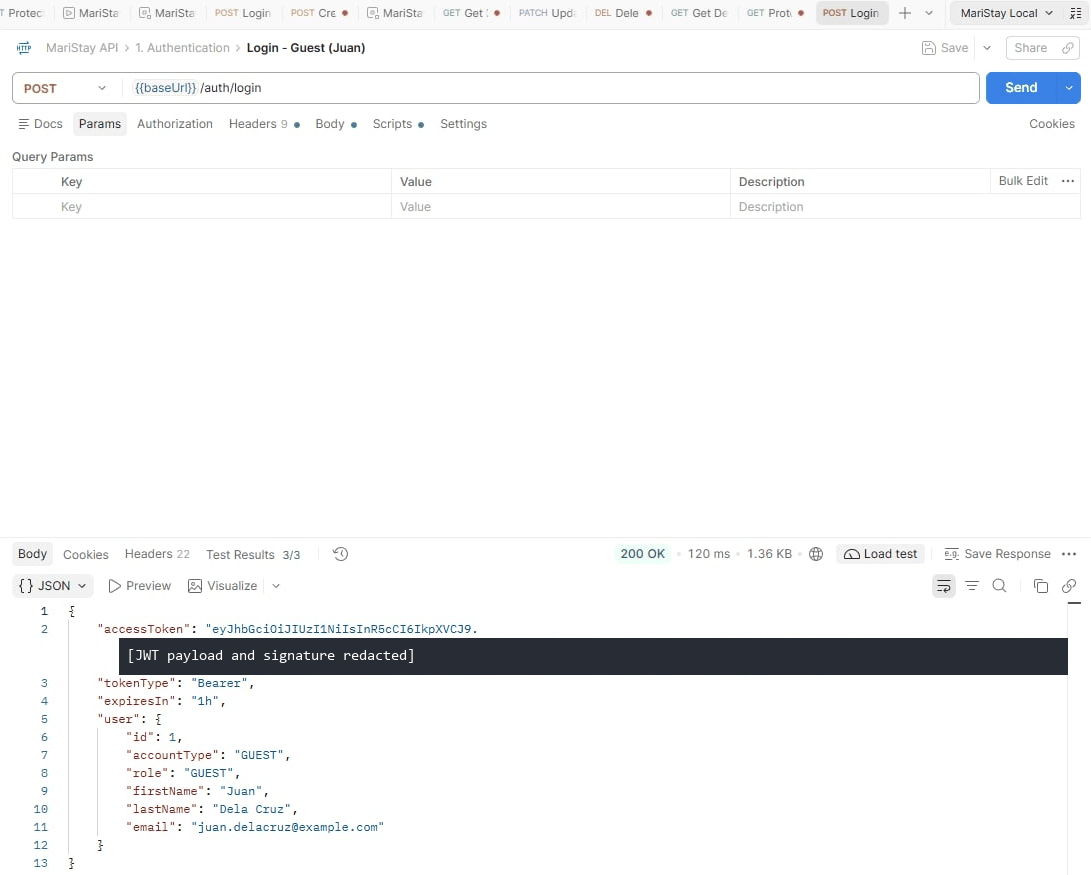 T Protec MariSta MariSta POST Login POST Cre MariSta GET Get PATCH Upda DEL Dele GET Get De GET Prot POST Login MariStay Local
HTTP MariStay API > 1. Authentication > Login - Guest (Juan) Save Share
POST {{baseUrl}} /auth/login Send
Docs Params Authorization Headers 9 Body Scripts Settings Cookies
Query Params
Key Value Description Bulk Edit
Key Value Description
Body Cookies Headers 22 Test Results 3/3 200 OK 120 ms 1.36 KB Load test e.g. Save Response
{} JSON Preview Visualize
1 {
2 "accessToken": "eyJhbGciOiJIUzI1NiIsInR5cCI6IkpXVCJ9.
[JWT payload and signature redacted]
3 "tokenType": "Bearer",
4 "expiresIn": "1h",
5 "user": {
6 "id": 1,
7 "accountType": "GUEST",
8 "role": "GUEST",
9 "firstName": "Juan",
10 "lastName": "Dela Cruz",
11 "email": "juan.delacruz@example.com"
12 }
13 }